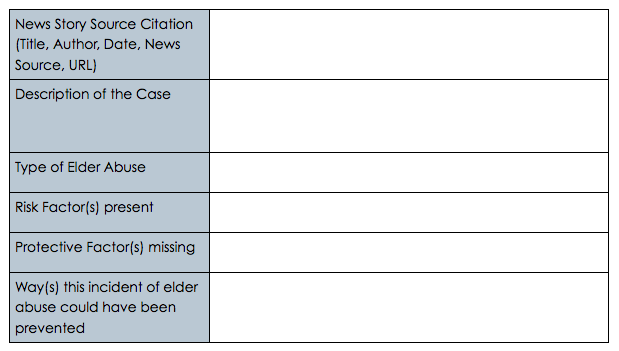 News Story Source Citation
(Title, Author, Date, News
Source, URL)
Description of the Case
Type of Elder Abuse
Risk Factor(s) present
Protective Factor(s) missing
Way(s) this incident of elder
abuse could have been
prevented